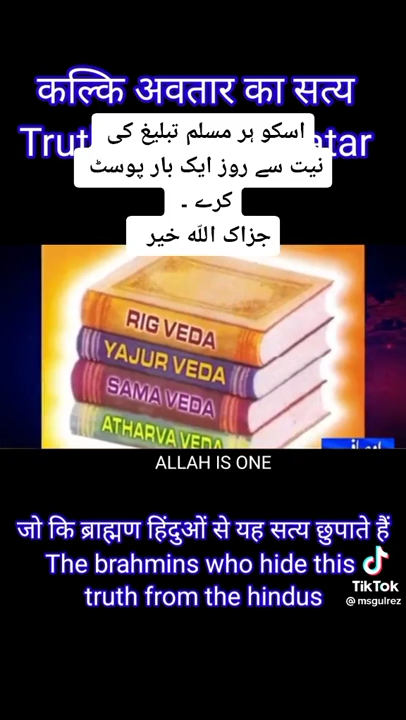 कल्कि अवतार का सत्य
اسکو ہر مسلم تبلیغ کی
نیت سے روز ایک بار پوسٹ
کرے ۔
جزاک اللہ خیر
RIG VEDA
YAJUR VEDA
SAMA VEDA
ATHARVA VEDA
ALLAH IS ONE
जो कि ब्राह्मण हिंदुओं से यह सत्य छुपाते हैं
The brahmins who hide this
truth from the hindus
TikTok
@msgulrez